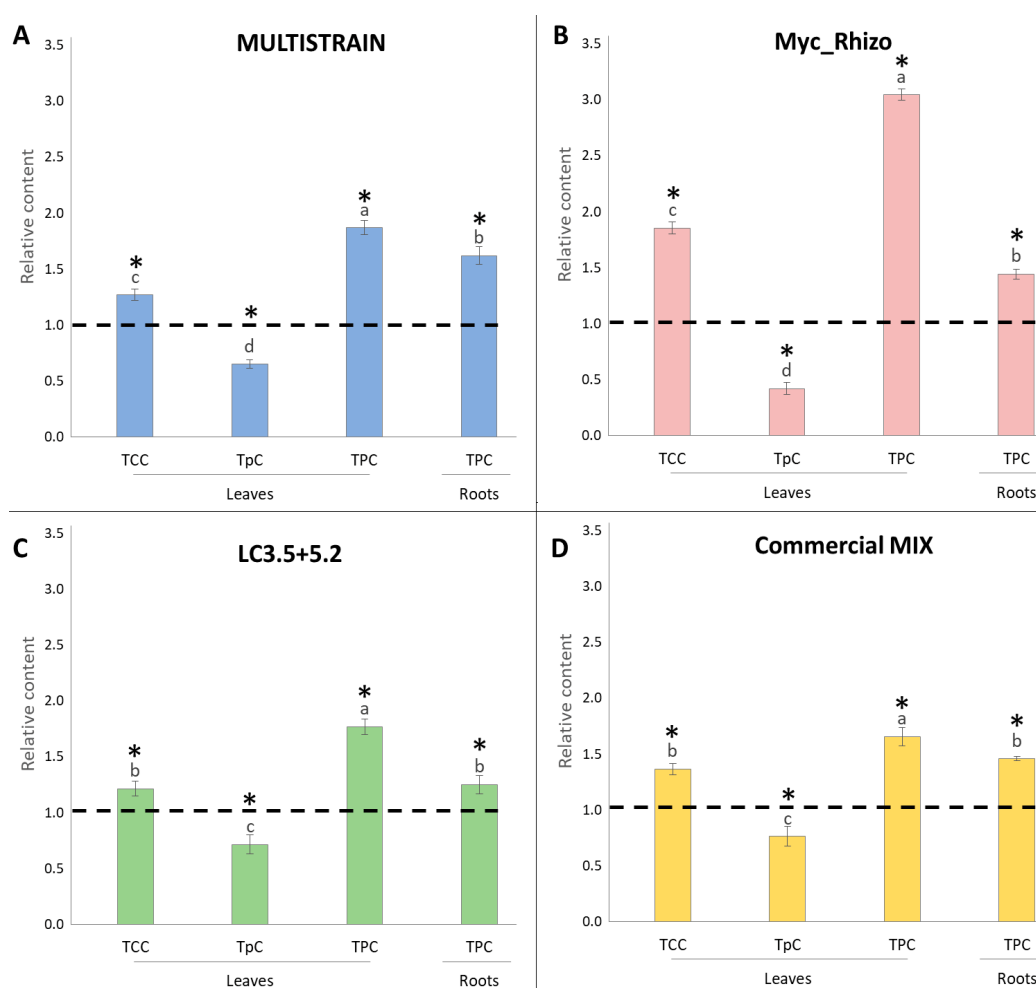 A
MULTISTRAIN
3.5
3.0
2.5
2.0
1.5
1.0
0.5
0.0
Relative content
*
c
*
d
*
a
*
b
TCC TpC TPC TPC
Leaves Roots
B
Myc_Rhizo
3.5
3.0
2.5
2.0
1.5
1.0
0.5
0.0
Relative content
*
c
*
d
*
a
*
b
TCC TpC TPC TPC
Leaves Roots
C
LC3.5+5.2
3.5
3.0
2.5
2.0
1.5
1.0
0.5
0.0
Relative content
*
b
*
c
*
a
*
b
TCC TpC TPC TPC
Leaves Roots
D
Commercial MIX
3.5
3.0
2.5
2.0
1.5
1.0
0.5
0.0
Relative content
*
b
*
c
*
a
*
b
TCC TpC TPC TPC
Leaves Roots